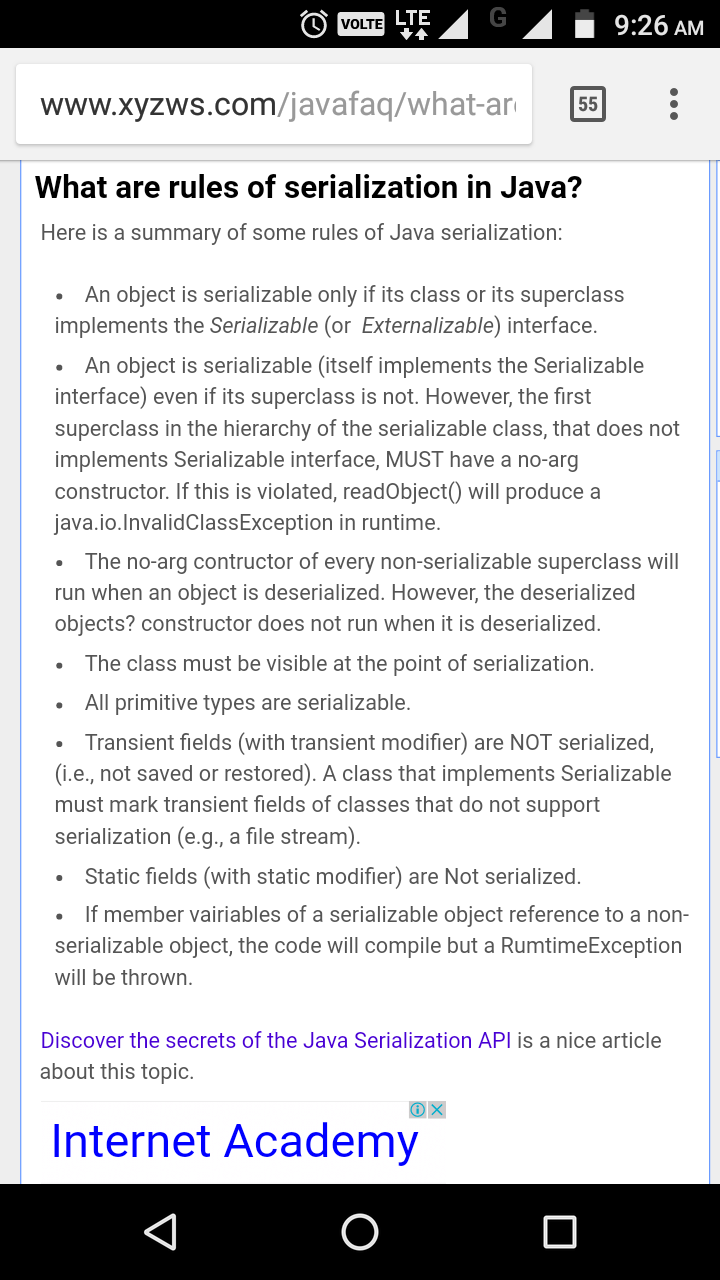 VOLTE LTE G 9:26 AM
www.xyzws.com/javafaq/what-are 55
What are rules of serialization in Java?
Here is a summary of some rules of Java serialization:
• An object is serializable only if its class or its superclass
implements the Serializable (or Externalizable) interface.
• An object is serializable (itself implements the Serializable
interface) even if its superclass is not. However, the first
superclass in the hierarchy of the serializable class, that does not
implements Serializable interface, MUST have a no-arg
constructor. If this is violated, readObject() will produce a
java.io.InvalidClassException in runtime.
• The no-arg contructor of every non-serializable superclass will
run when an object is deserialized. However, the deserialized
objects? constructor does not run when it is deserialized.
• The class must be visible at the point of serialization.
• All primitive types are serializable.
• Transient fields (with transient modifier) are NOT serialized,
(i.e., not saved or restored). A class that implements Serializable
must mark transient fields of classes that do not support
serialization (e.g., a file stream).
• Static fields (with static modifier) are Not serialized.
• If member vairiables of a serializable object reference to a non-
serializable object, the code will compile but a RumtimeException
will be thrown.
Discover the secrets of the Java Serialization API is a nice article
about this topic.
Internet Academy